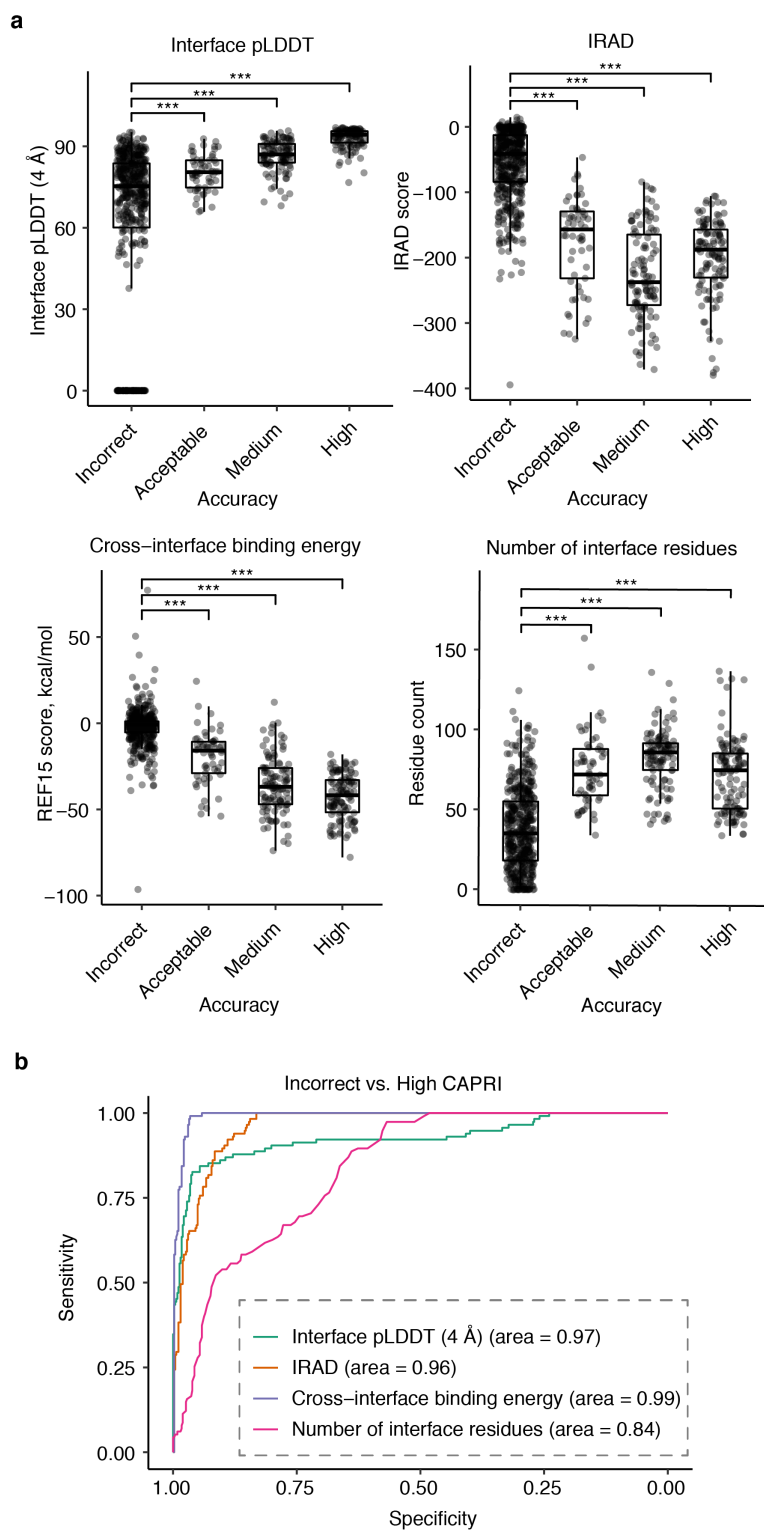 a
Interface pLDDT
***
***
***
90
60
30
0
Interface pLDDT (4 Å)
Incorrect
Acceptable
Medium
High
Accuracy
IRAD
***
***
***
0
−100
−200
−300
−400
IRAD score
Incorrect
Acceptable
Medium
High
Accuracy
Cross−interface binding energy
***
***
***
50
0
−50
−100
REF15 score, kcal/mol
Incorrect
Acceptable
Medium
High
Accuracy
Number of interface residues
***
***
***
150
100
50
0
Residue count
Incorrect
Acceptable
Medium
High
Accuracy
b
Incorrect vs. High CAPRI
1.00
0.75
0.50
0.25
0.00
Sensitivity
Interface pLDDT (4 Å) (area = 0.97)
IRAD (area = 0.96)
Cross−interface binding energy (area = 0.99)
Number of interface residues (area = 0.84)
1.00 0.75 0.50 0.25 0.00
Specificity